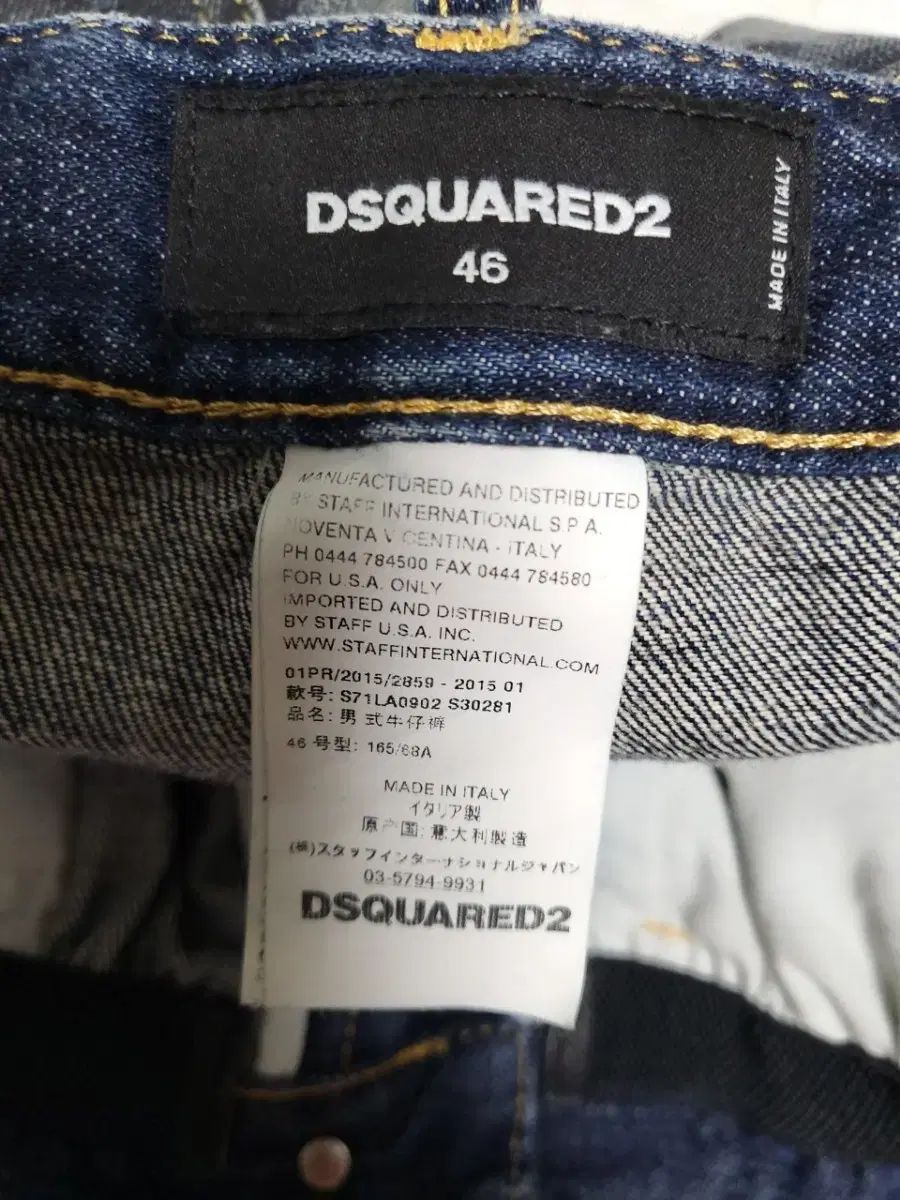 DSQUARED2
46
MADE IN ITALY
MANUFACTURED AND DISTRIBUTED
BY STAFF INTERNATIONAL S.P.A.
NOVENTA VICENTINA - ITALY
PH 0444 784500 FAX 0444 784580
FOR U.S.A. ONLY
IMPORTED AND DISTRIBUTED
BY STAFF U.S.A. INC.
WWW.STAFFINTERNATIONAL.COM
01PR/2015/2859 - 2015 01
款号: S71LA0902 S30281
品名: 男式牛仔裤
46 号型: 165/68A
MADE IN ITALY
イタリア製
原产国: 意大利製造
(株)スタッフインターナショナルジャパン
03-5794-9931
DSQUARED2